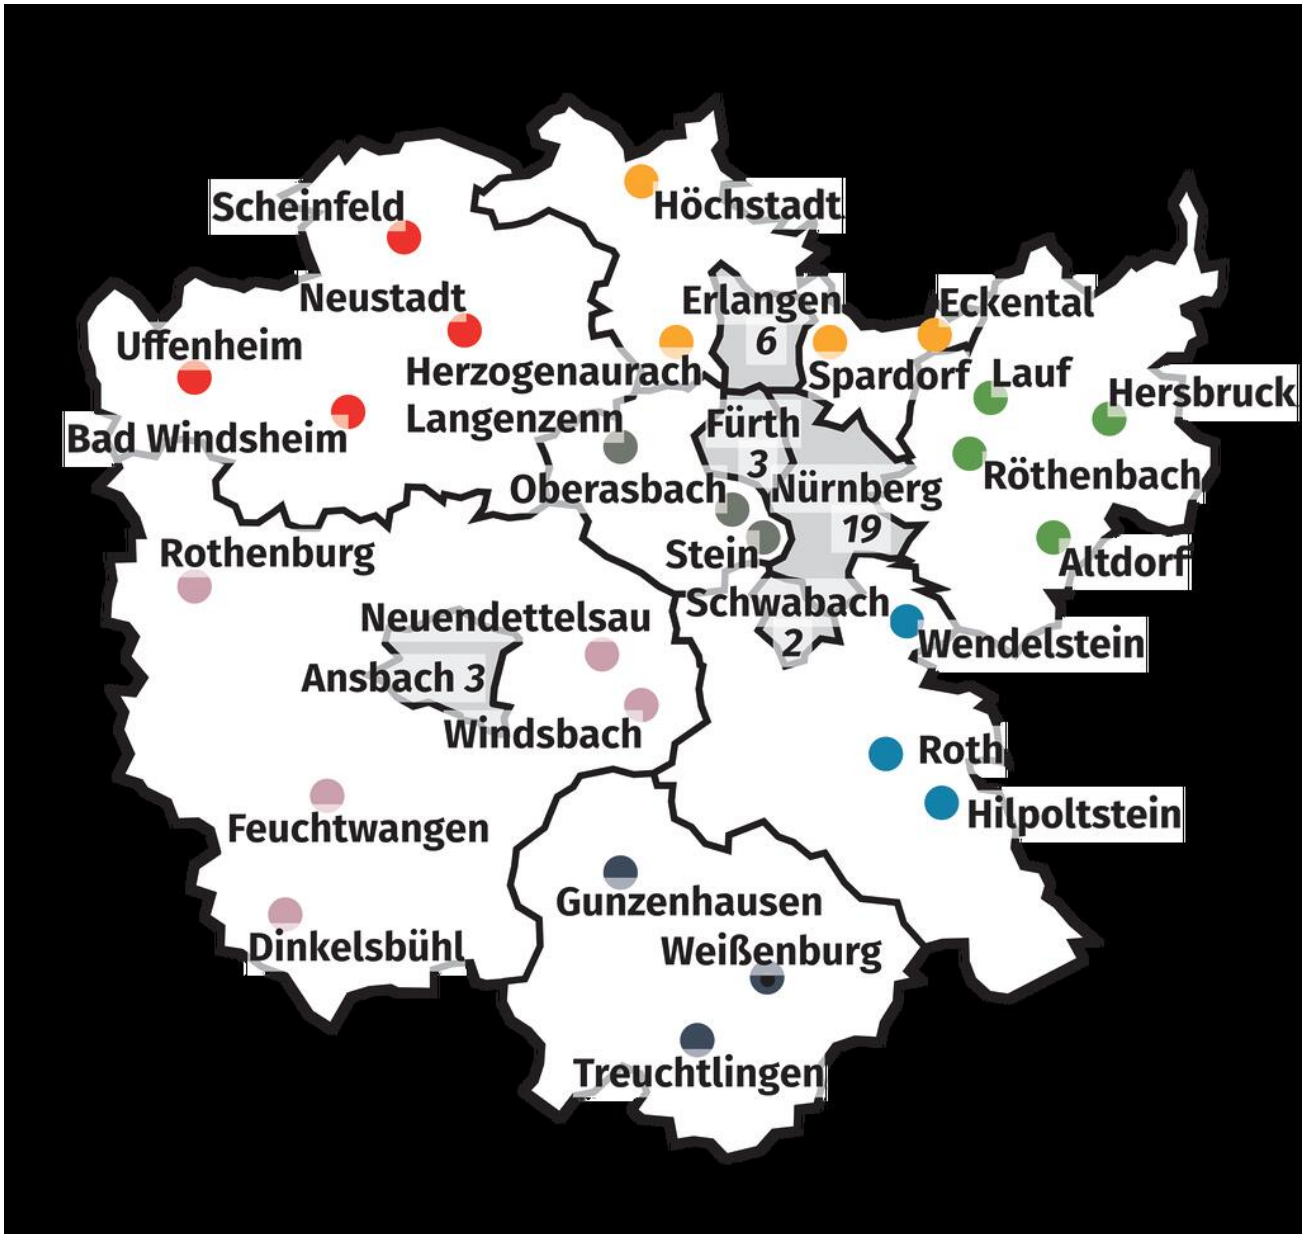 Scheinfeld
Höchstadt
Neustadt
Erlangen
6
Eckental
Uffenheim
Herzogenaurach
Spardorf
Lauf
Hersbruck
Bad Windsheim
Langenzenn
Fürth
3
Röthenbach
Oberasbach
Nürnberg
19
Rothenburg
Stein
Altdorf
Neuendettelsau
Schwabach
2
Wendelstein
Ansbach 3
Windsbach
Roth
Feuchtwangen
Hilpoltstein
Gunzenhausen
Dinkelsbühl
Weißenburg
Treuchtlingen